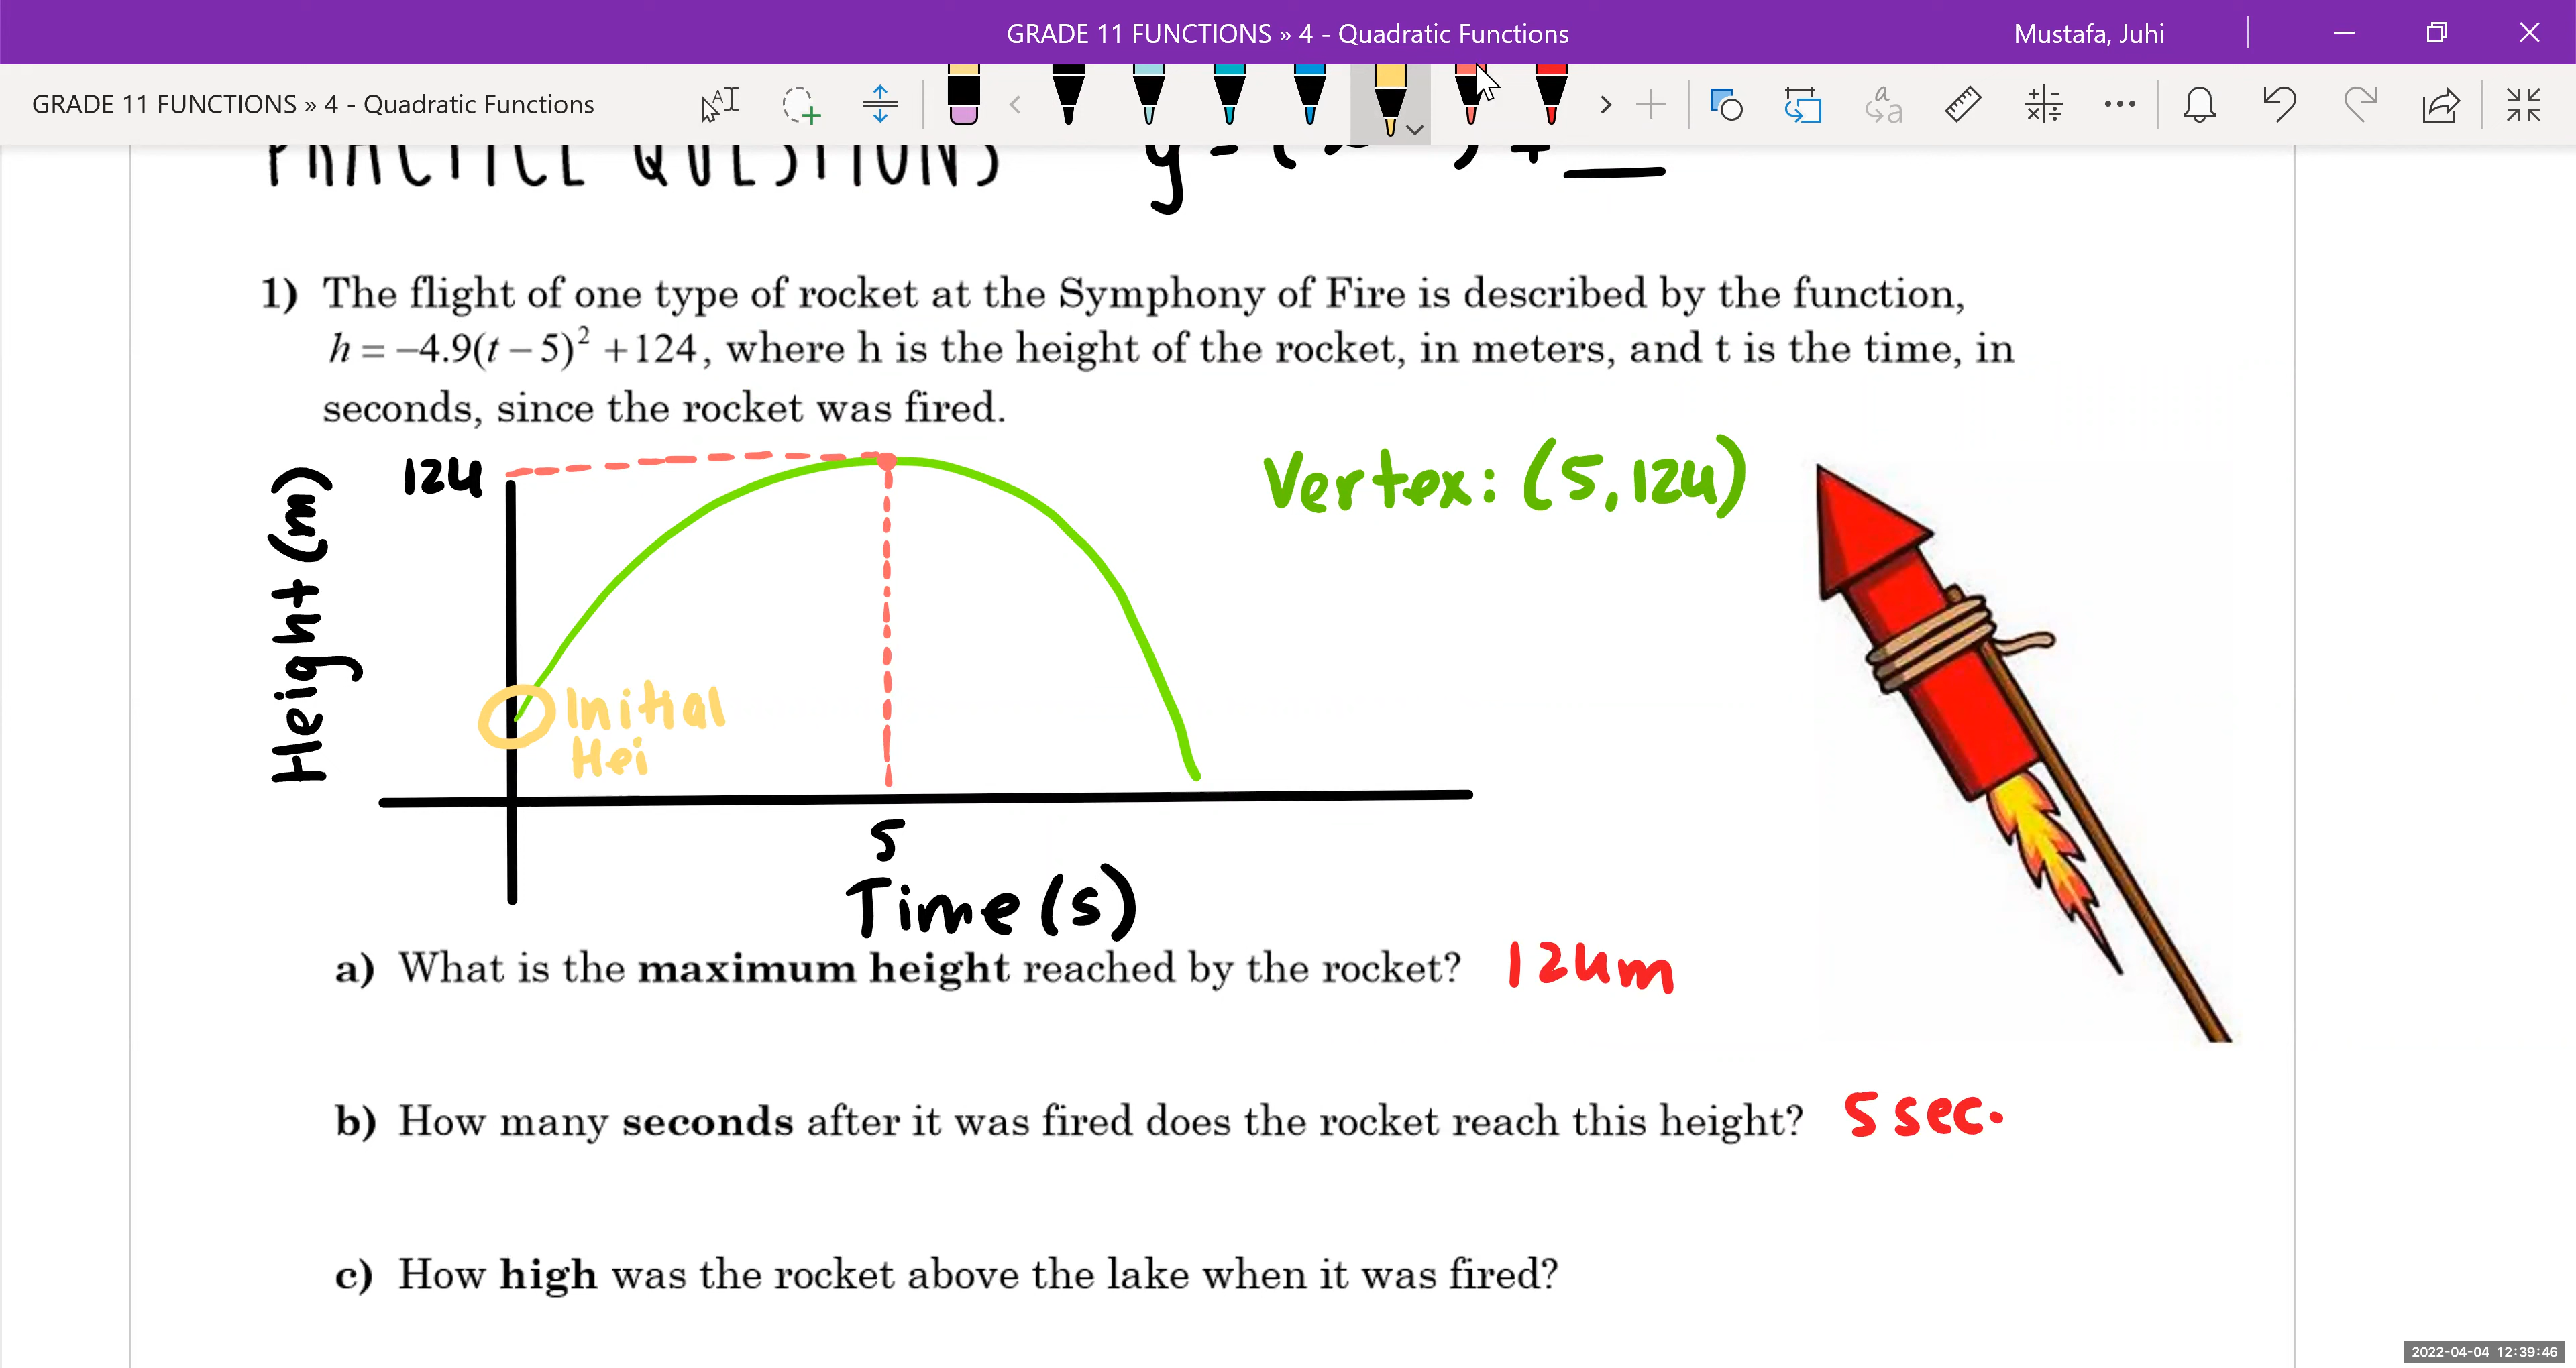 GRADE 11 FUNCTIONS » 4 - Quadratic Functions
Mustafa, Juhi
GRADE 11 FUNCTIONS » 4 - Quadratic Functions
PRACTICE QUESTIONS
1) The flight of one type of rocket at the Symphony of Fire is described by the function,
h = −4.9(t − 5)² + 124, where h is the height of the rocket, in meters, and t is the time, in
seconds, since the rocket was fired.
124
Height (m)
Vertex: (5, 124)
Initial
Hei
5
Time (s)
a) What is the maximum height reached by the rocket? 124m
b) How many seconds after it was fired does the rocket reach this height? 5 sec.
c) How high was the rocket above the lake when it was fired?
2022-04-04 12:39:46